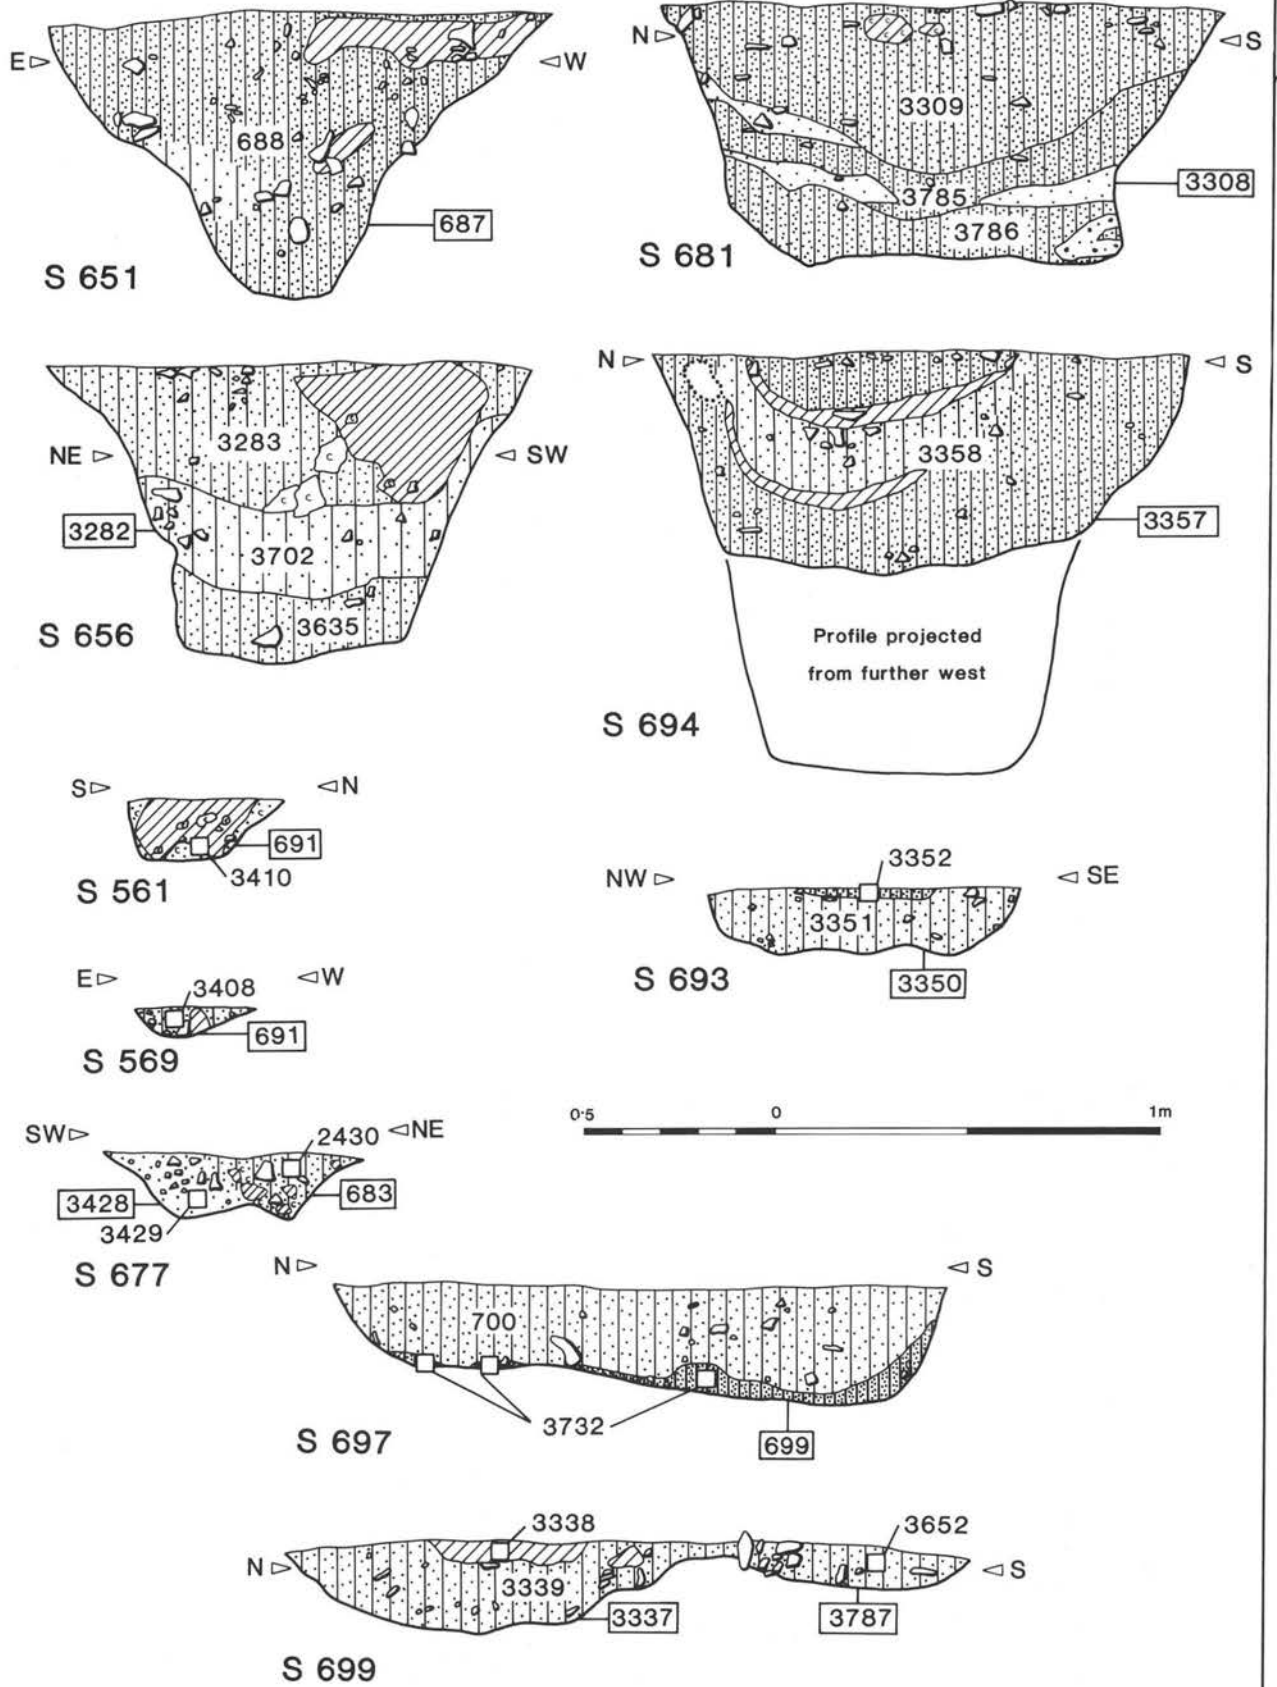 E W
688
687
S 651
N S
3309
3308
3785
3786
S 681
NE SW
3283
c
c
c
3282
3702
3635
S 656
N S
3358
3357
Profile projected
from further west
S 694
S N
691
3410
S 561
NW SE
3352
3351
3350
S 693
E W
3408
691
S 569
0·5 0 1m
SW NE
2430
3428
683
3429
S 677
N S
700
3732
699
S 697
N S
3338
3652
3339
3337
3787
S 699